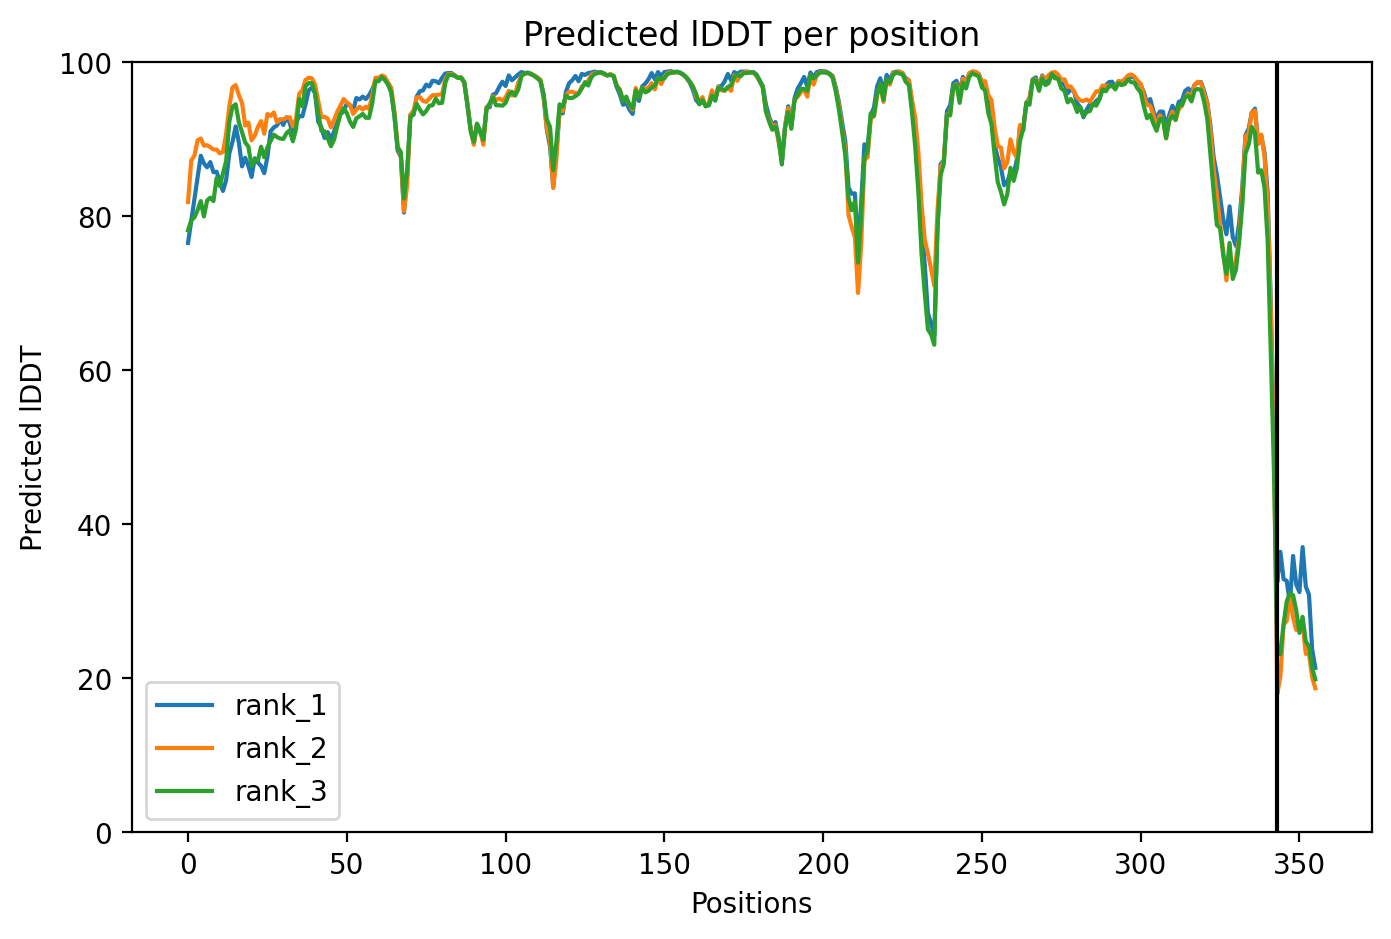 Predicted lDDT per position
100
80
60
40
20
0
Predicted lDDT
rank_1
rank_2
rank_3
0 50 100 150 200 250 300 350
Positions